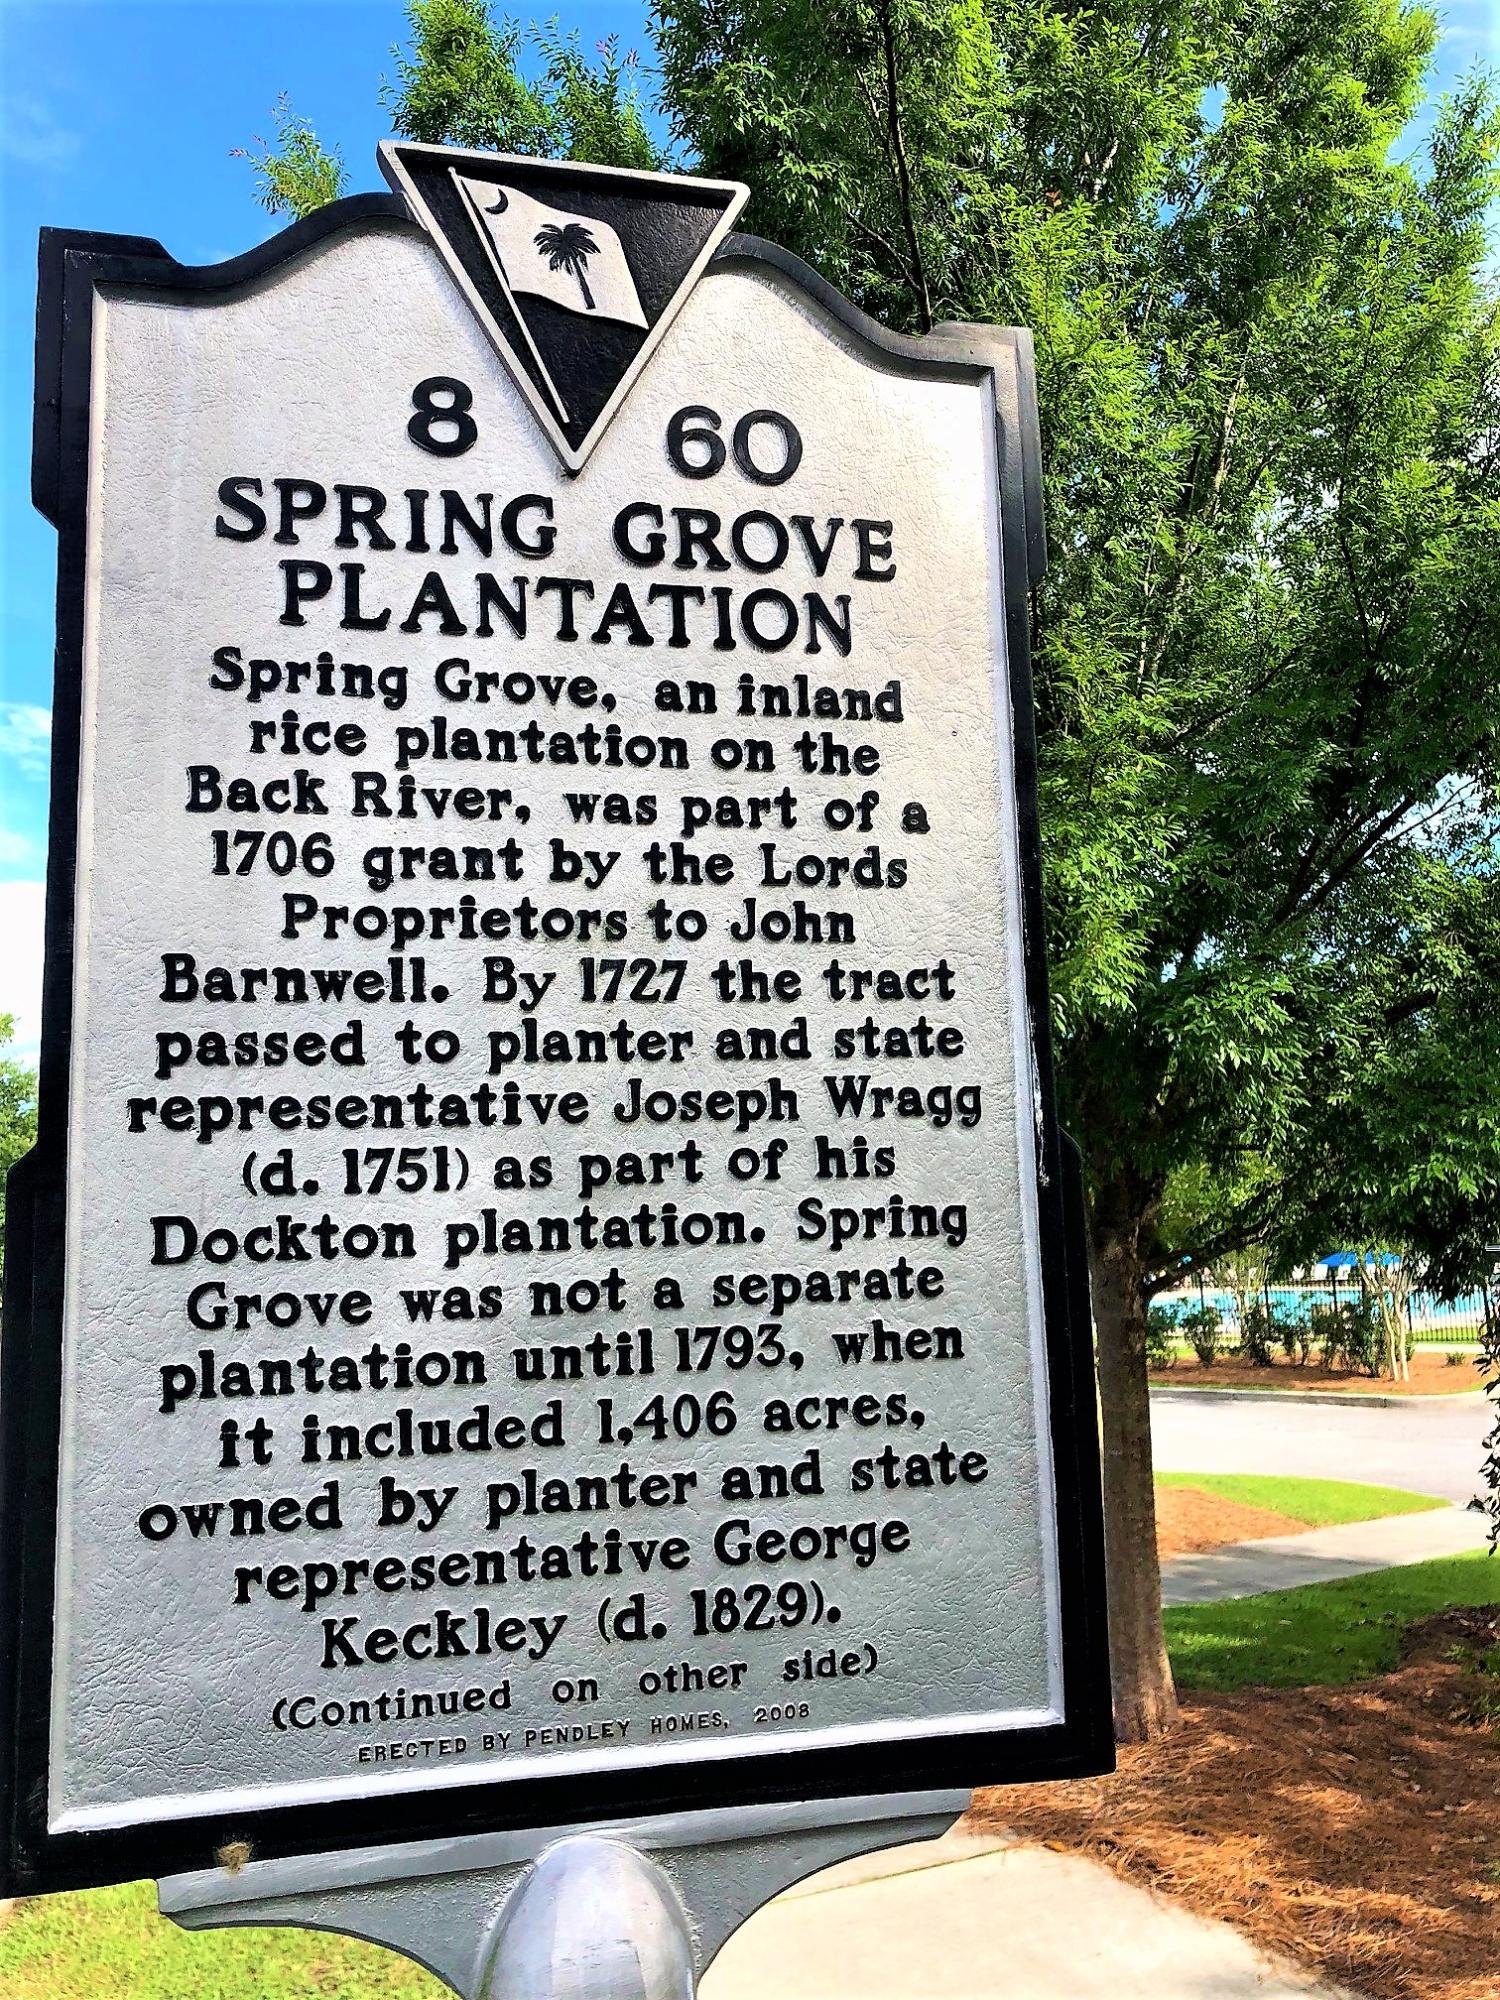 8 60
SPRING GROVE
PLANTATION
Spring Grove, an inland
rice plantation on the
Back River, was part of a
1706 grant by the Lords
Proprietors to John
Barnwell. By 1727 the tract
passed to planter and state
representative Joseph Wragg
(d. 1751) as part of his
Dockton plantation. Spring
Grove was not a separate
plantation until 1793, when
it included 1,406 acres,
owned by planter and state
representative George
Keckley (d. 1829).
(Continued on other side)
ERECTED BY PENDLEY HOMES, 2008